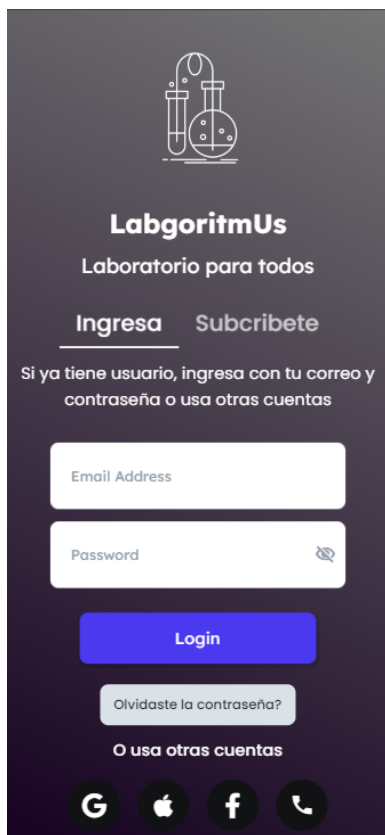 LabgoritmUs
Laboratorio para todos
Ingresa Subcribete
Si ya tiene usuario, ingresa con tu correo y
contraseña o usa otras cuentas
Email Address
Password
Login
Olvidaste la contraseña?
O usa otras cuentas